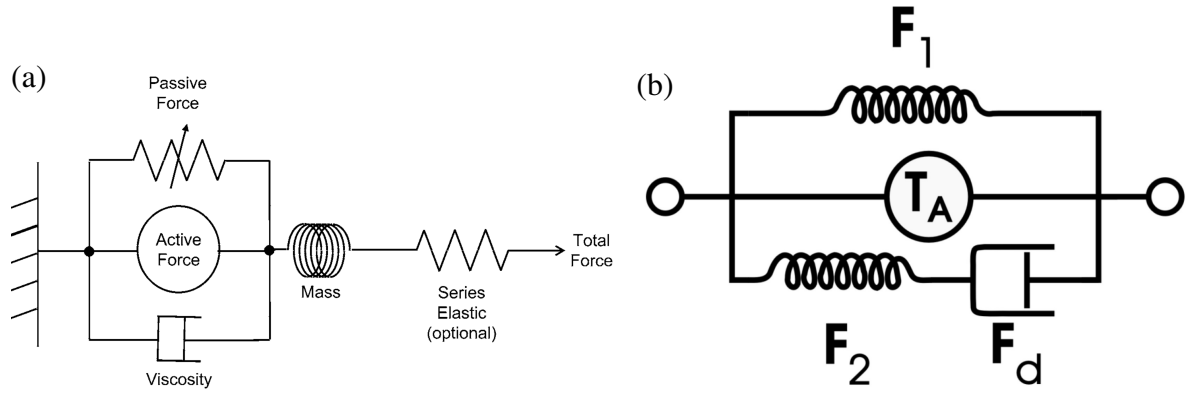 (a)
Passive
Force
Active
Force
Viscosity
Mass
Series
Elastic
(optional)
Total
Force
(b)
F1
TA
F2
Fd